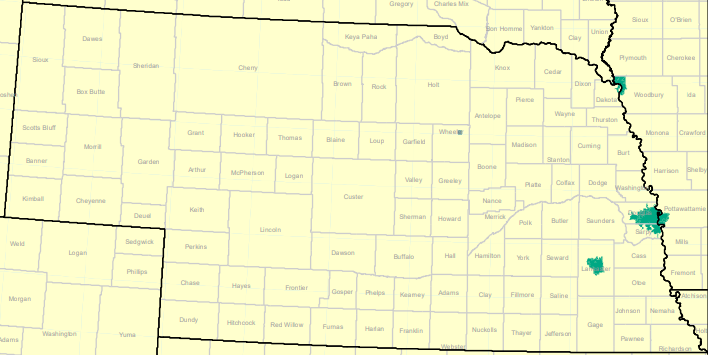 Gregory
Charles Mix
Bon Homme
Yankton
Clay
Union
Sioux
O'Brien
Keya Paha
Boyd
Dawes
Sioux
Sheridan
Cherry
Knox
Cedar
Dixon
Plymouth
Cherokee
Box Butte
Brown
Rock
Holt
Pierce
Dakota
Woodbury
Ida
Antelope
Wayne
Thurston
Scotts Bluff
Grant
Hooker
Thomas
Blaine
Loup
Garfield
Wheeler
Monona
Crawford
Morrill
Madison
Stanton
Cuming
Burt
Banner
Garden
Arthur
McPherson
Logan
Valley
Greeley
Boone
Harrison
Shelby
Platte
Colfax
Dodge
Washington
Kimball
Cheyenne
Custer
Nance
Deuel
Keith
Sherman
Howard
Merrick
Polk
Butler
Saunders
Pottawattamie
Lincoln
Sarpy
Weld
Logan
Sedgwick
Perkins
Dawson
Buffalo
Hall
Hamilton
York
Seward
Lancaster
Cass
Mills
Phillips
Otoe
Fremont
Chase
Hayes
Frontier
Gosper
Phelps
Kearney
Adams
Clay
Fillmore
Saline
Atchison
Morgan
Dundy
Hitchcock
Red Willow
Furnas
Harlan
Franklin
Webster
Nuckolls
Thayer
Jefferson
Gage
Johnson
Nemaha
Pawnee
Richardson
Adams
Washington
Yuma